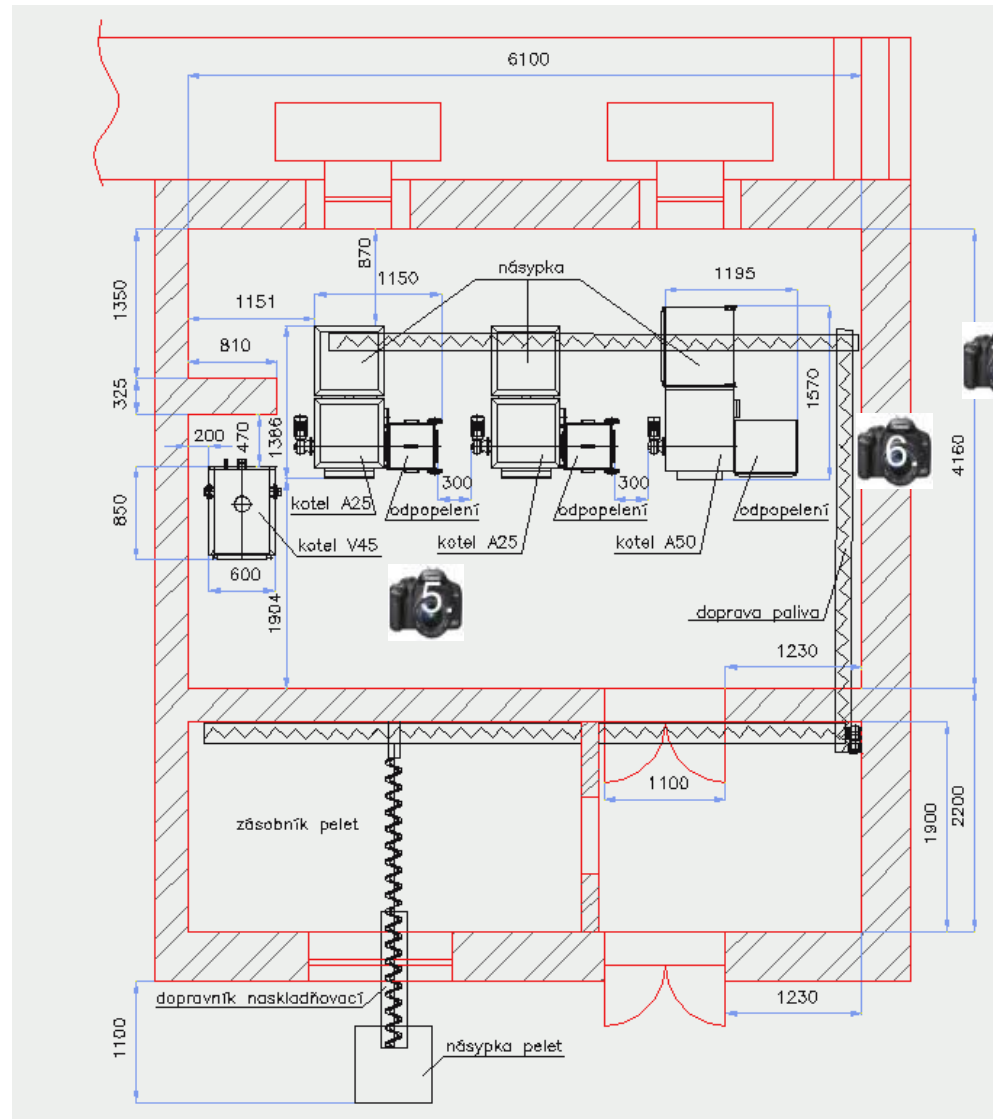 6100
870
1150
násypka
1195
1350
1151
810
325
1570
4160
200
470
1386
6.
300
300
850
kotel A25
odpopelení
kotel A25
odpopelení
kotel A50
odpopelení
kotel V45
600
1904
5.
doprava paliva
1230
1100
zásobník pelet
1900
2200
dopravník naskladňovací
1230
1100
násypka pelet